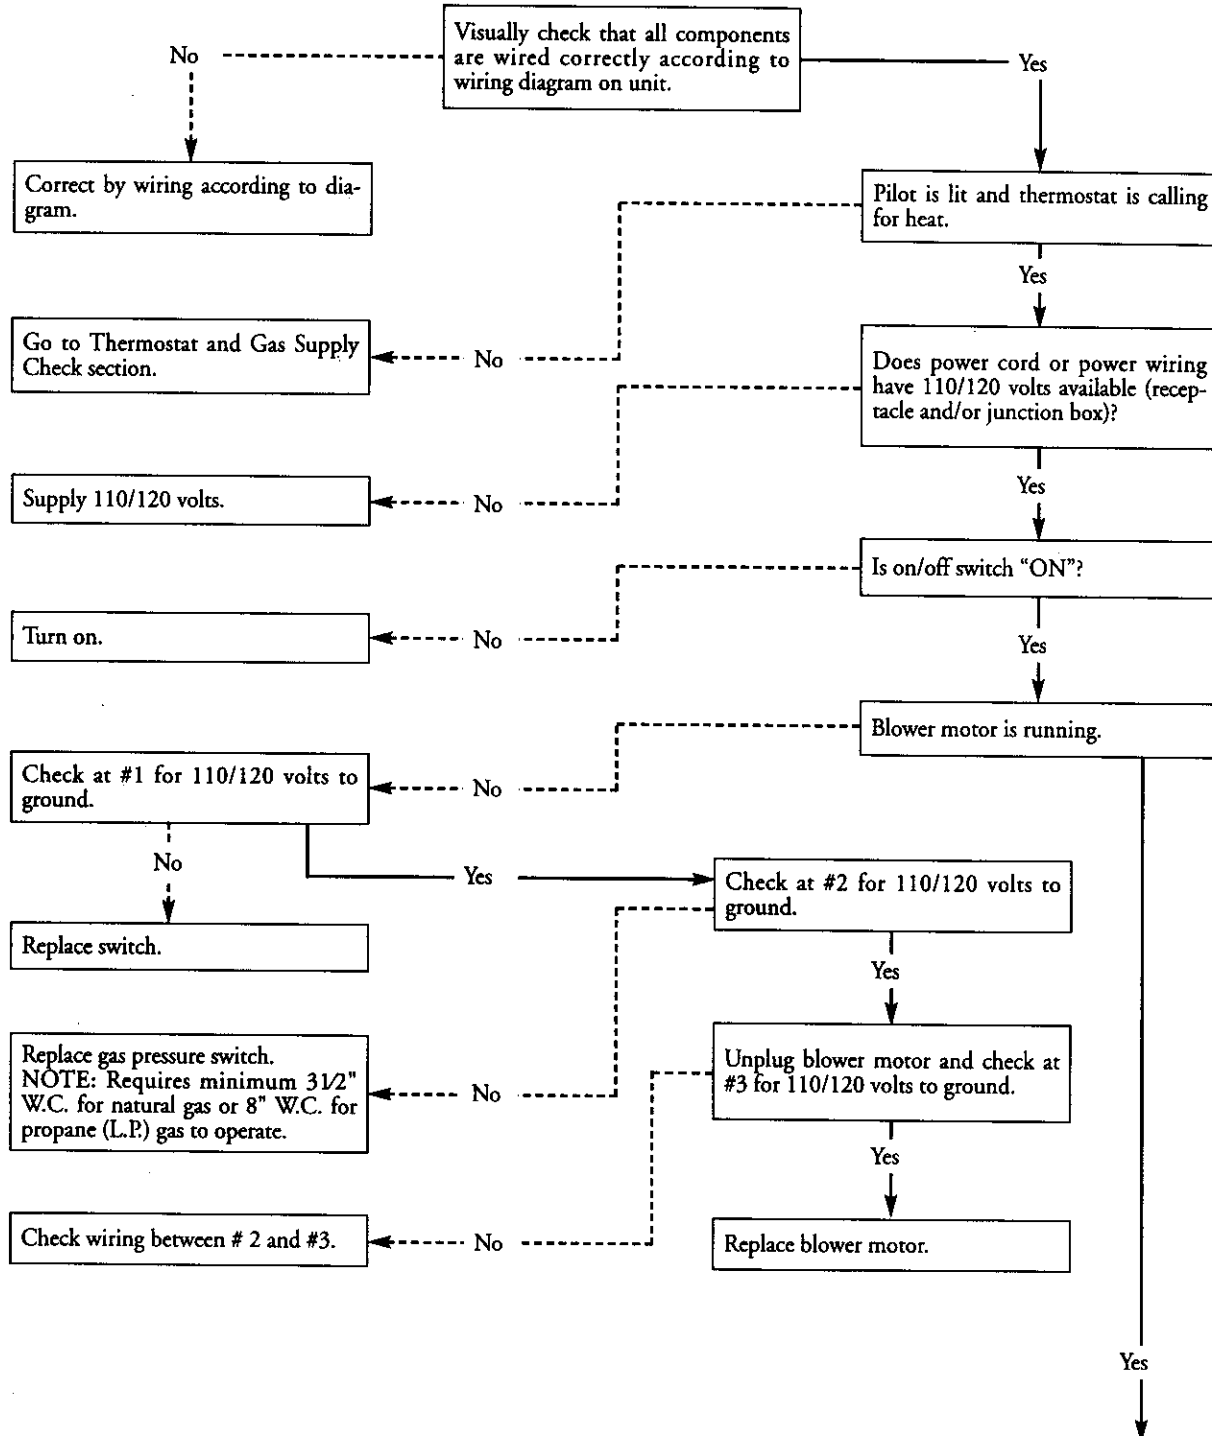 Visually check that all components
are wired correctly according to
wiring diagram on unit.
No
Yes
Correct by wiring according to dia-
gram.
Pilot is lit and thermostat is calling
for heat.
Yes
Go to Thermostat and Gas Supply
Check section.
No
Does power cord or power wiring
have 110/120 volts available (recep-
tacle and/or junction box)?
Yes
Supply 110/120 volts.
No
Is on/off switch “ON”?
Turn on.
No
Yes
Blower motor is running.
Check at #1 for 110/120 volts to
ground.
No
No
Yes
Check at #2 for 110/120 volts to
ground.
Replace switch.
Yes
Replace gas pressure switch.
NOTE: Requires minimum 31/2"
W.C. for natural gas or 8" W.C. for
propane (L.P.) gas to operate.
No
Unplug blower motor and check at
#3 for 110/120 volts to ground.
Yes
Check wiring between # 2 and #3.
No
Replace blower motor.
Yes